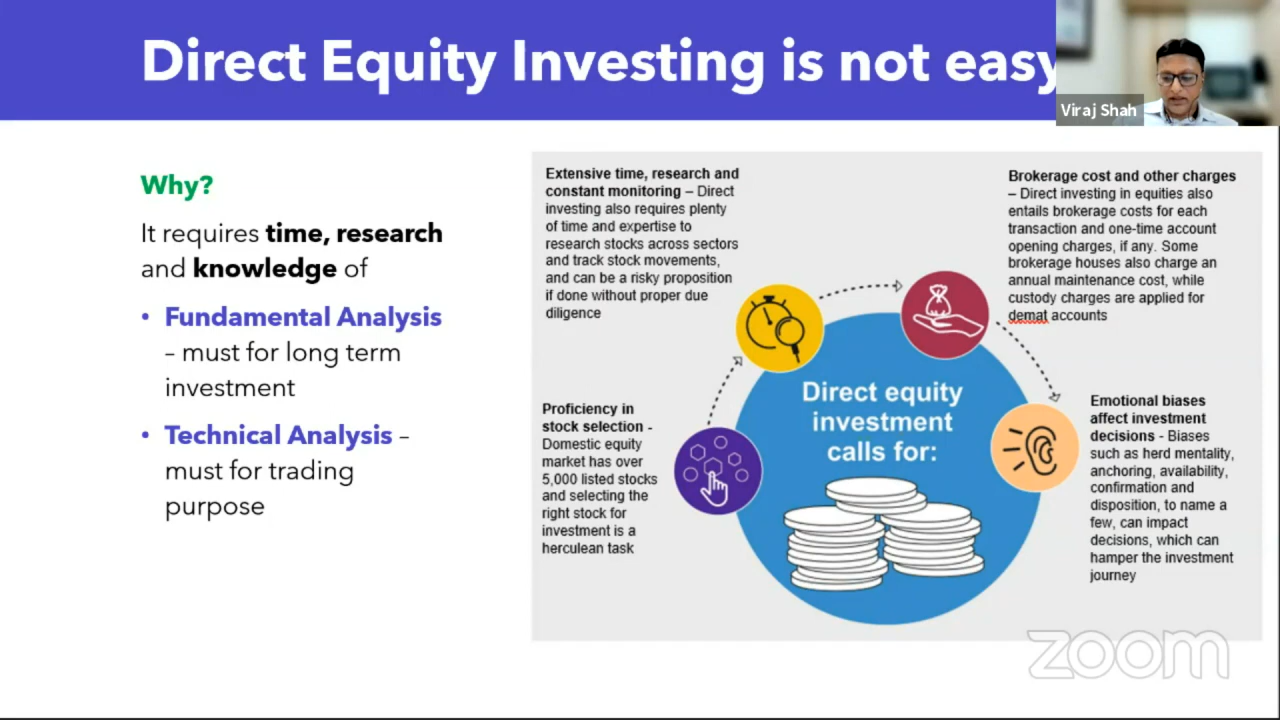 Direct Equity Investing is not easy
Viraj Shah
Why?
It requires time, research
and knowledge of
• Fundamental Analysis
– must for long term
investment
• Technical Analysis –
must for trading
purpose
Extensive time, research and
constant monitoring – Direct
investing also requires plenty
of time and expertise to
research stocks across sectors
and track stock movements,
and can be a risky proposition
if done without proper due
diligence
Brokerage cost and other charges
– Direct investing in equities also
entails brokerage costs for each
transaction and one-time account
opening charges, if any. Some
brokerage houses also charge an
annual maintenance cost, while
custody charges are applied for
demat accounts
Proficiency in
stock selection -
Domestic equity
market has over
5,000 listed stocks
and selecting the
right stock for
investment is a
herculean task
Direct equity
investment
calls for:
Emotional biases
affect investment
decisions - Biases
such as herd mentality,
anchoring, availability,
confirmation and
disposition, to name a
few, can impact
decisions, which can
hamper the investment
journey
zoom